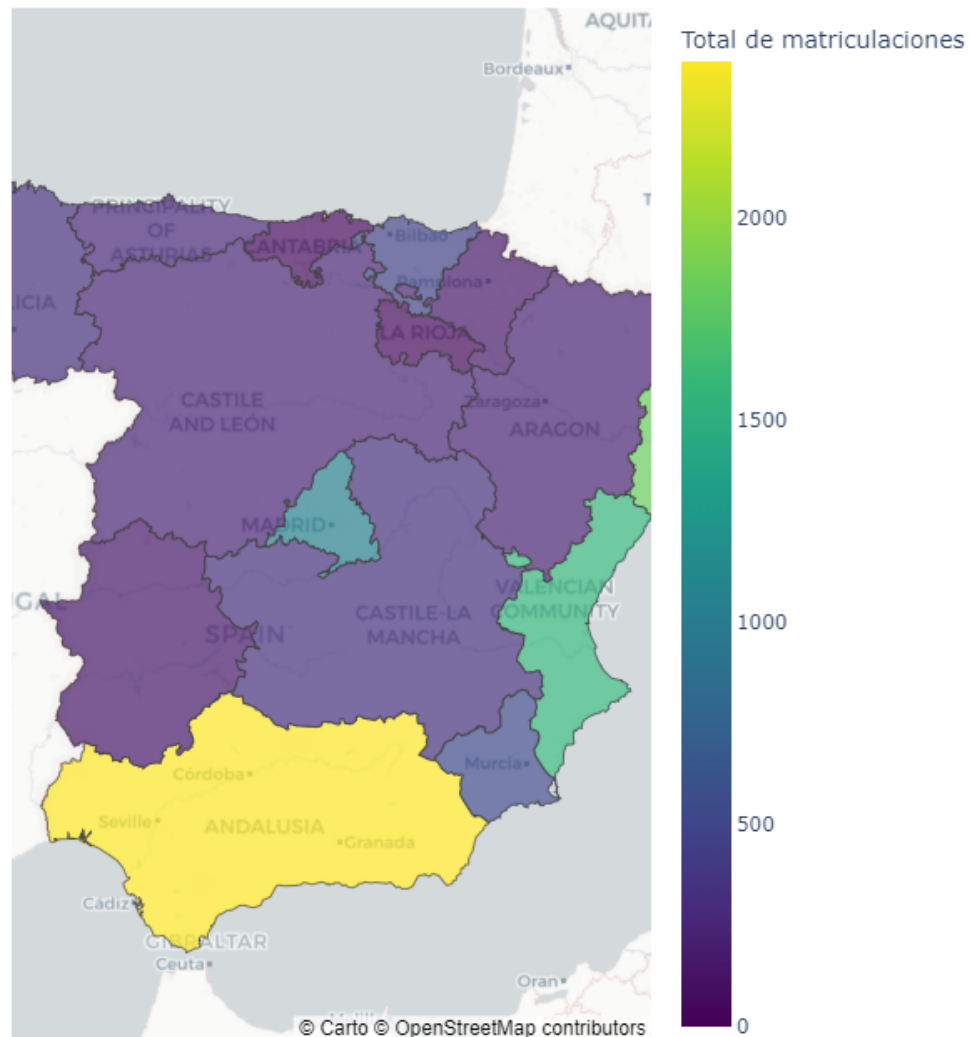 AQUITA
Total de matriculaciones
Bordeaux
PRINCIPALITY
OF
ASTURIAS
CANTABRIA
Bilbao
Pamplona
LICIA
LA RIOJA
CASTILE
AND LEÓN
Zaragoza
ARAGON
MADRID
VALENCIAN
COMMUNITY
GAL
SPAIN
CASTILE-LA
MANCHA
Murcia
Córdoba
Seville
ANDALUSIA
Granada
Cádiz
GIBRALTAR
Ceuta
Oran
© Carto © OpenStreetMap contributors
2000
1500
1000
500
0